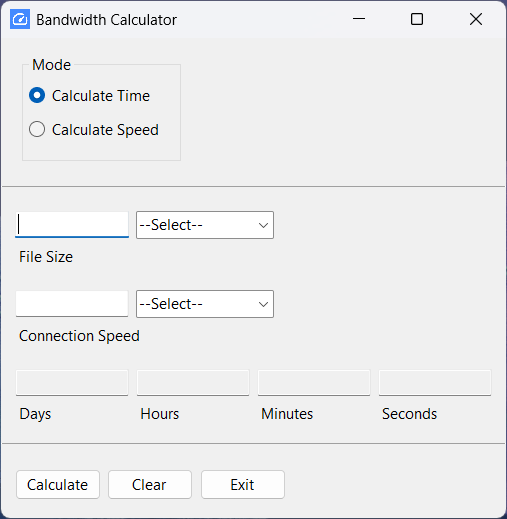 Bandwidth Calculator
Mode
Calculate Time
Calculate Speed
--Select--
File Size
--Select--
Connection Speed
Days Hours Minutes Seconds
Calculate Clear Exit